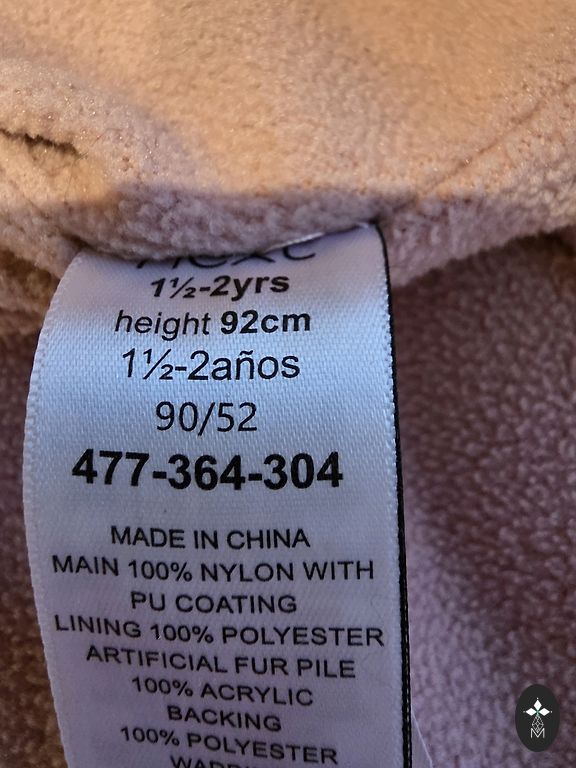 next
1½-2yrs
height 92cm
1½-2años
90/52
477-364-304
MADE IN CHINA
MAIN 100% NYLON WITH
PU COATING
LINING 100% POLYESTER
ARTIFICIAL FUR PILE
100% ACRYLIC
BACKING
100% POLYESTER